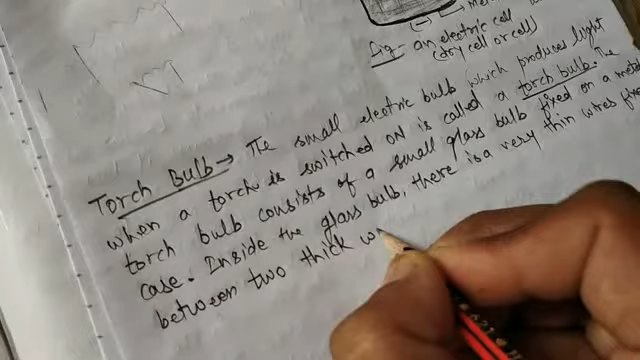 (-)
Fig - an electric cell
(dry cell or cell)
Torch Bulb → The small electric bulb which produces light
when a torch is switched ON is called a torch bulb. The
torch bulb consists of a small glass bulb fixed on a metal
case. Inside the glass bulb, there is a very thin wires
between two thick w